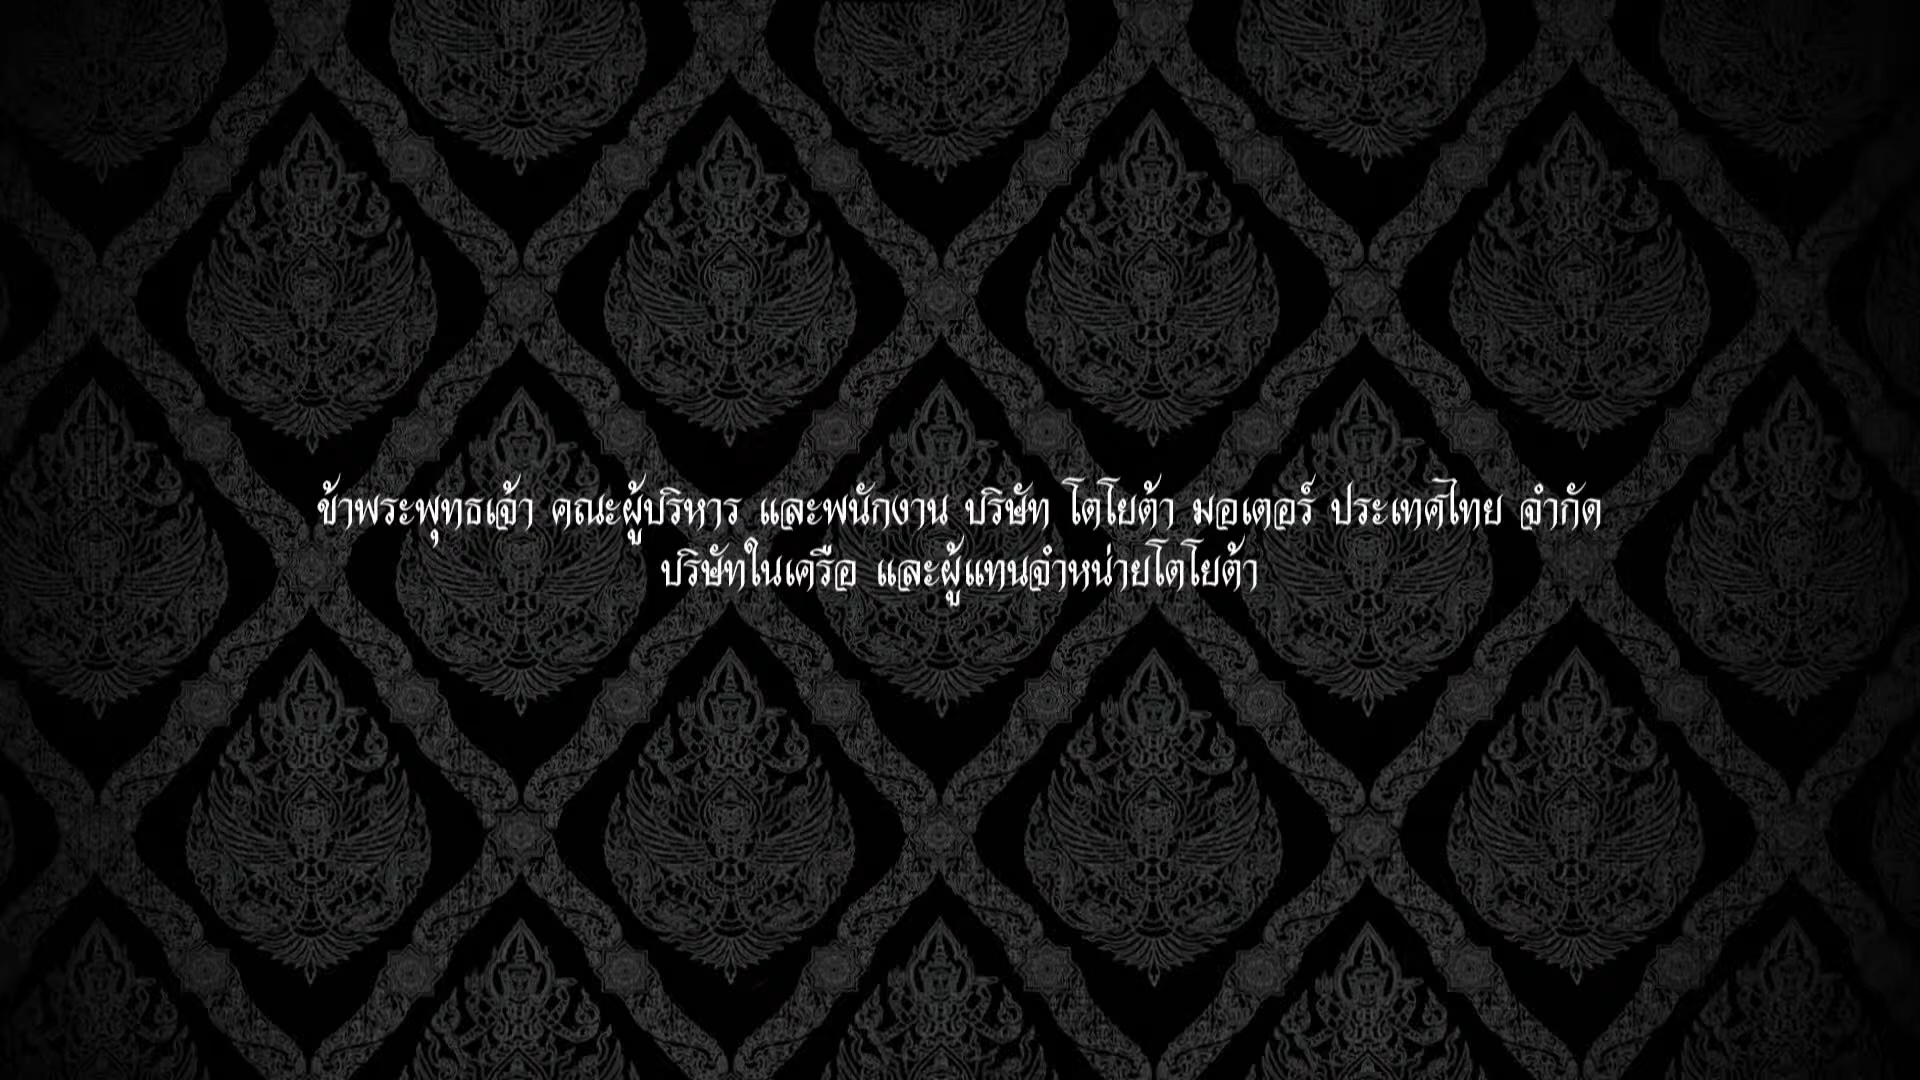 ข้าพระพุทธเจ้า คณะผู้บริหาร และพนักงาน บริษัท โตโยต้า มอเตอร์ ประเทศไทย จำกัด
บริษัทในเครือ และผู้แทนจำหน่ายโตโยต้า